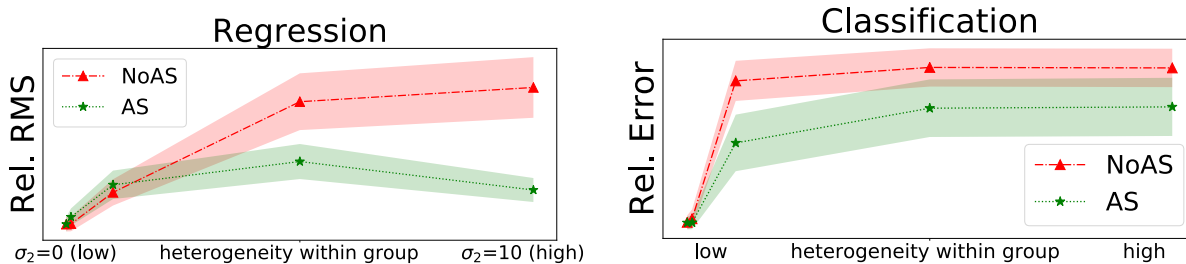 Regression
Rel. RMS
NoAS
AS
σ₂=0 (low)
heterogeneity within group
σ₂=10 (high)
Classification
Rel. Error
NoAS
AS
low
heterogeneity within group
high